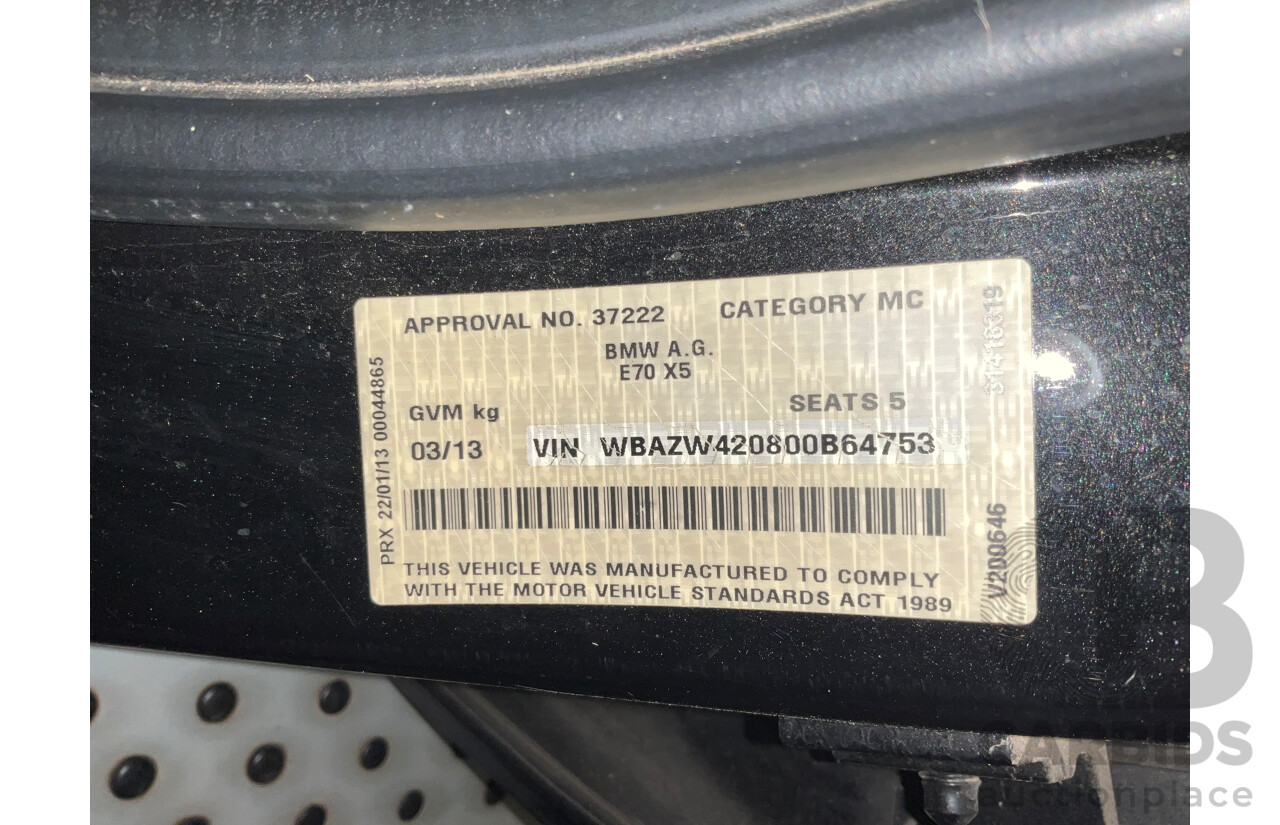 APPROVAL NO. 37222 CATEGORY MC
BMW A.G.
E70 X5
GVM kg SEATS 5
03/13 VIN WBAZW420800B64753
THIS VEHICLE WAS MANUFACTURED TO COMPLY
WITH THE MOTOR VEHICLE STANDARDS ACT 1989
PRX 22/01/13 00044865
V200646
auctionplace